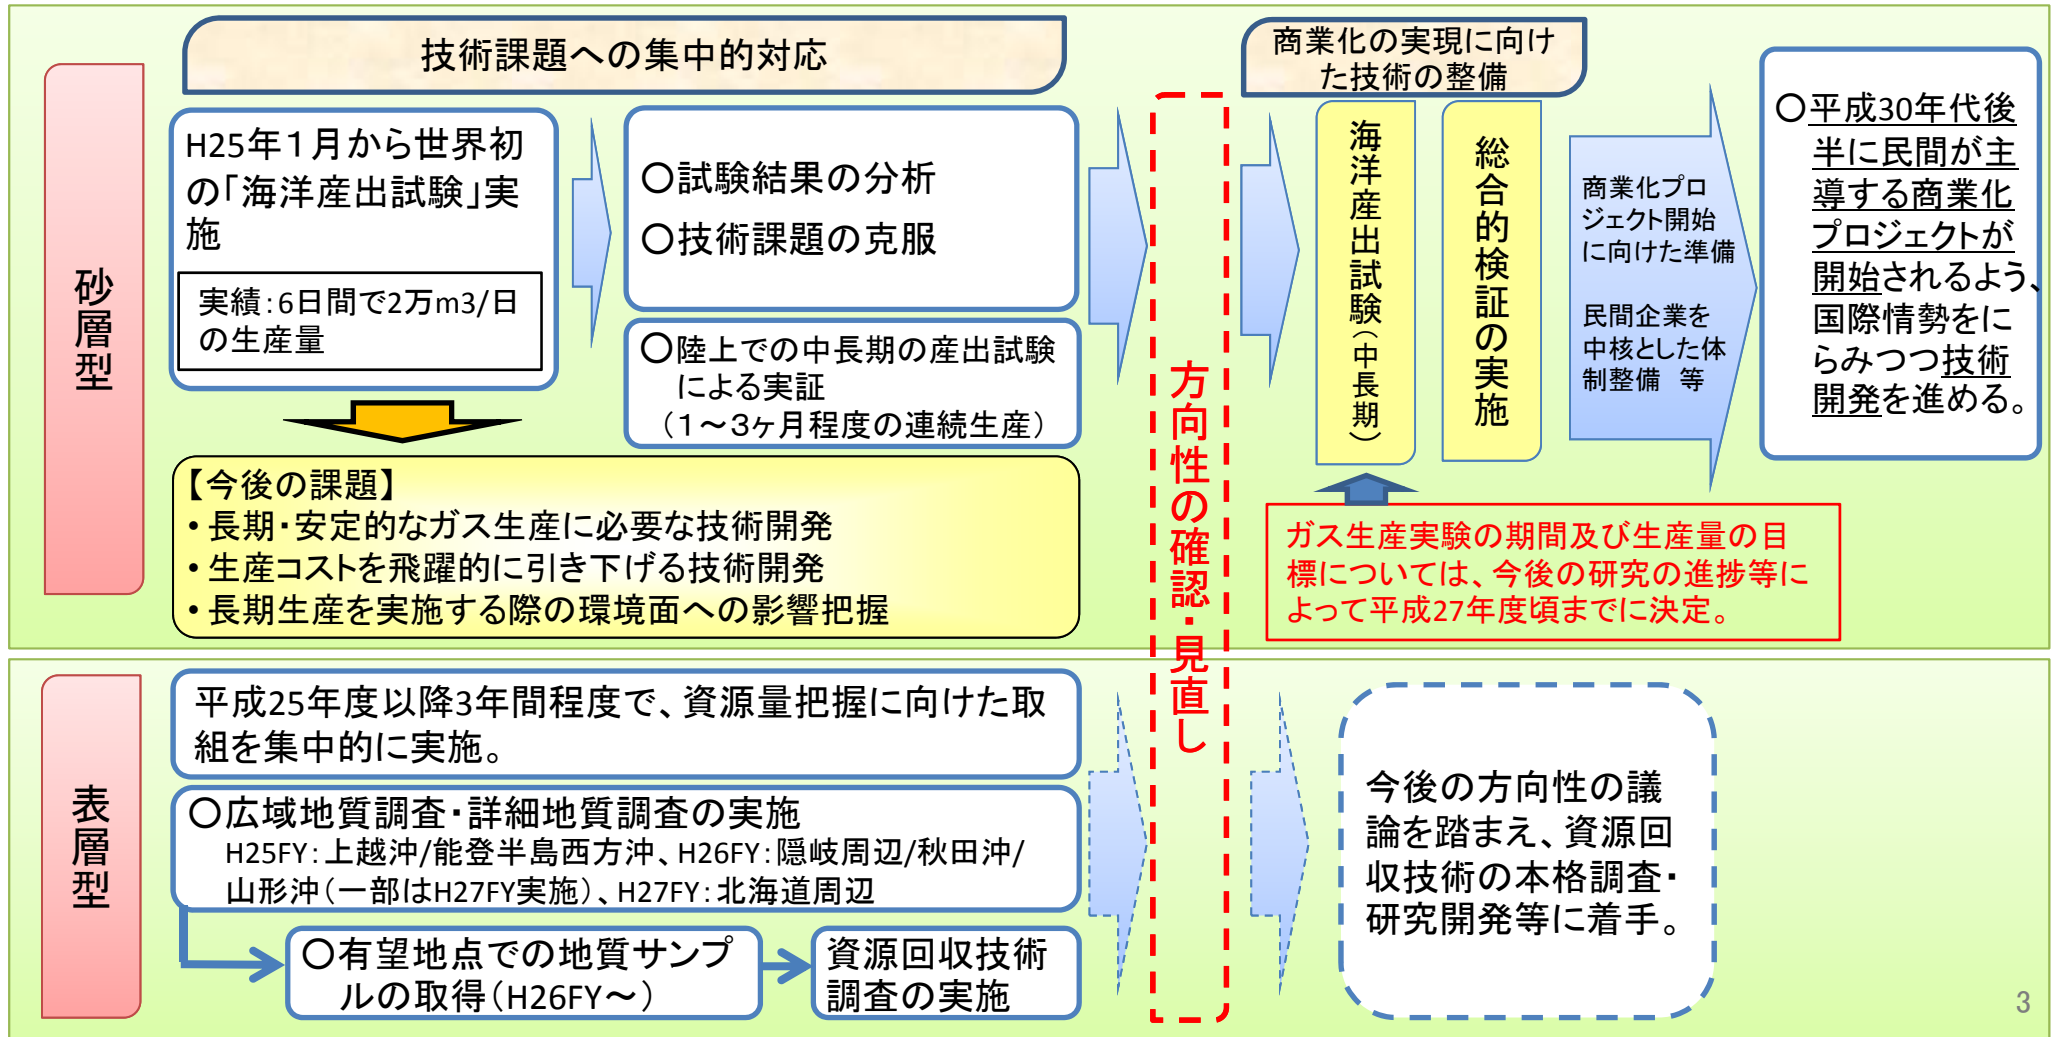 技術課題への集中的対応
商業化の実現に向け
た技術の整備
砂層型
H25年１月から世界初
の「海洋産出試験」実
施
実績：6日間で2万m3/日
の生産量
〇試験結果の分析
〇技術課題の克服
〇陸上での中長期の産出試験
による実証
（１～３ヶ月程度の連続生産）
【今後の課題】
・長期・安定的なガス生産に必要な技術開発
・生産コストを飛躍的に引き下げる技術開発
・長期生産を実施する際の環境面への影響把握
方向性の確認・見直し
海洋産出試験（中長期）
総合的検証の実施
商業化プロ
ジェクト開始
に向けた準備
民間企業を
中核とした体
制整備　等
〇平成30年代後
半に民間が主
導する商業化
プロジェクトが
開始されるよう、
国際情勢をに
らみつつ技術
開発を進める。
ガス生産実験の期間及び生産量の目
標については、今後の研究の進捗等に
よって平成27年度頃までに決定。
表層型
平成25年度以降3年間程度で、資源量把握に向けた取
組を集中的に実施。
〇広域地質調査・詳細地質調査の実施
H25FY：上越沖/能登半島西方沖、H26FY：隠岐周辺/秋田沖/
山形沖（一部はH27FY実施）、H27FY：北海道周辺
〇有望地点での地質サンプ
ルの取得（H26FY～）
資源回収技術
調査の実施
今後の方向性の議
論を踏まえ、資源回
収技術の本格調査・
研究開発等に着手。
3